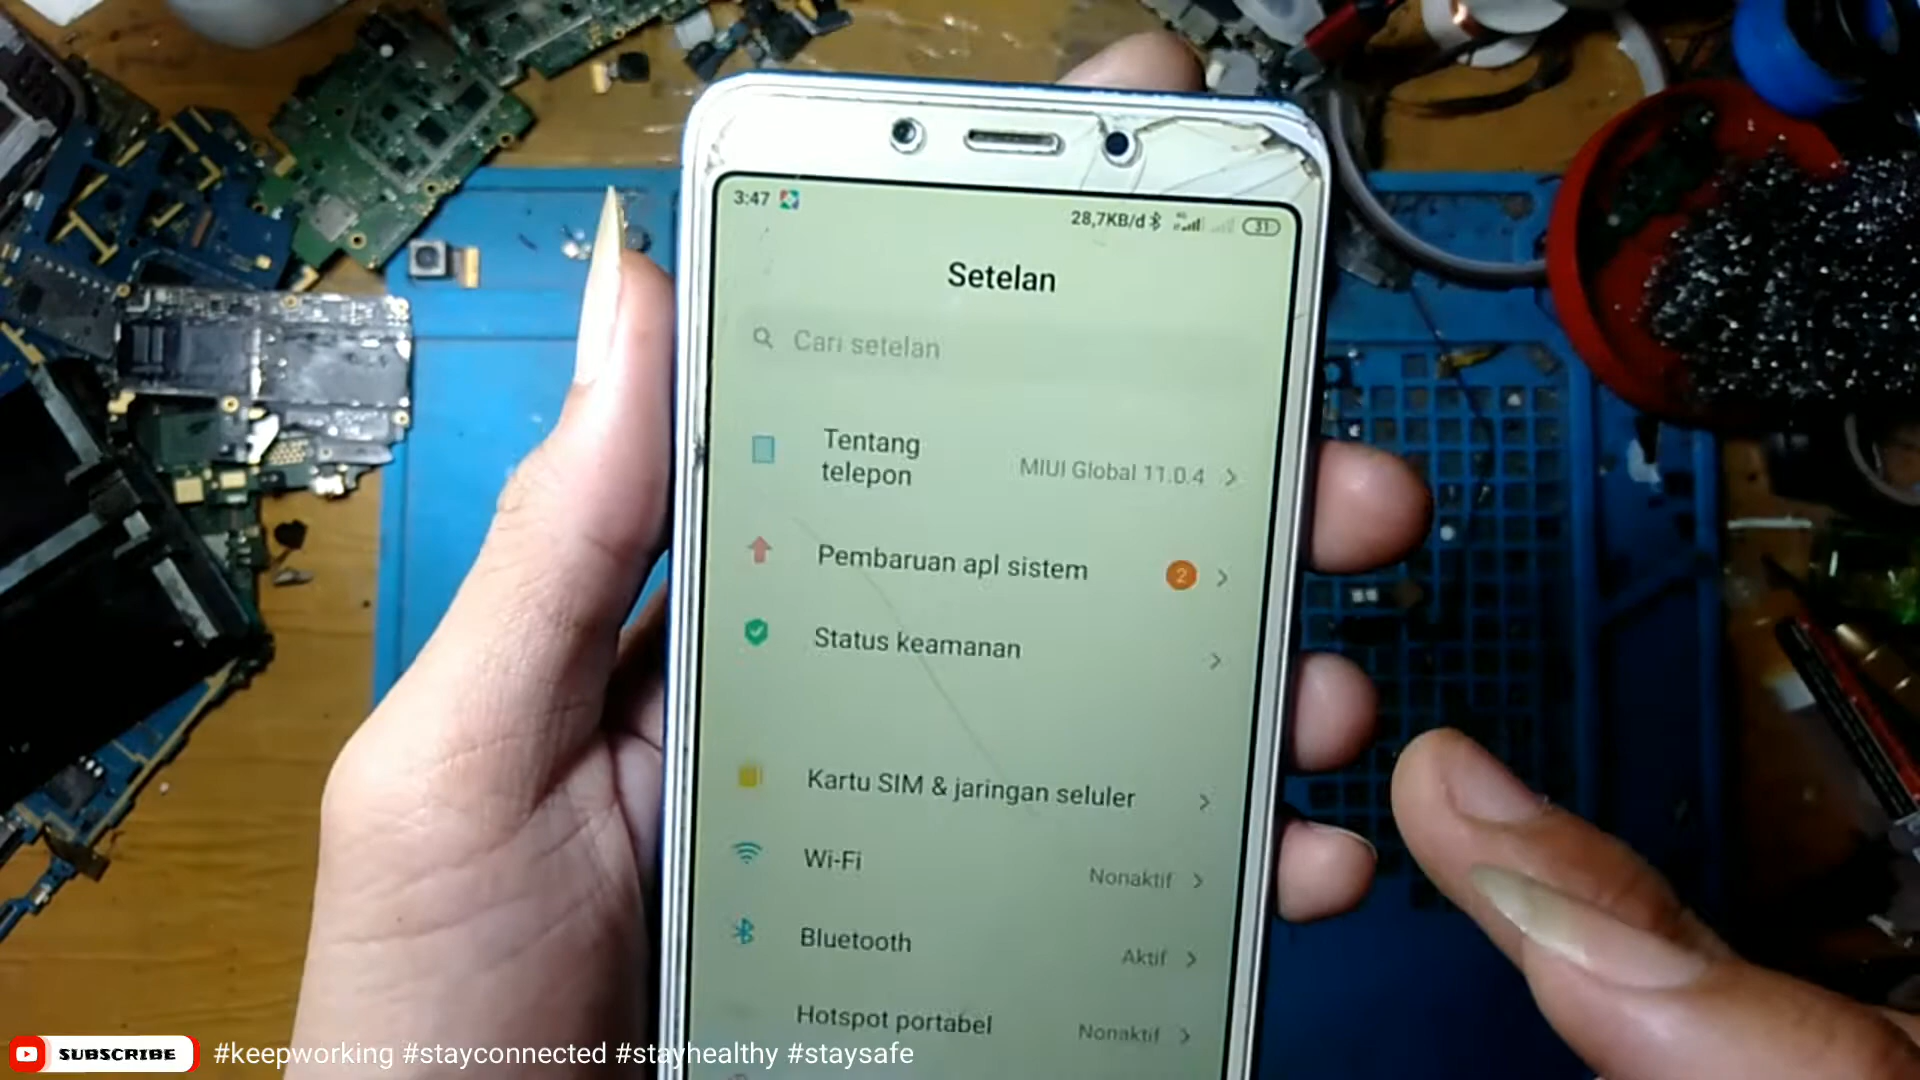 3:47
28,7KB/d
31
Setelan
Cari setelan
Tentang
telepon
MIUI Global 11.0.4
Pembaruan apl sistem
2
Status keamanan
Kartu SIM & jaringan seluler
Wi-Fi
Nonaktif
Bluetooth
Aktif
Hotspot portabel
Nonaktif
SUBSCRIBE
#keepworking #stayconnected #stayhealthy #staysafe